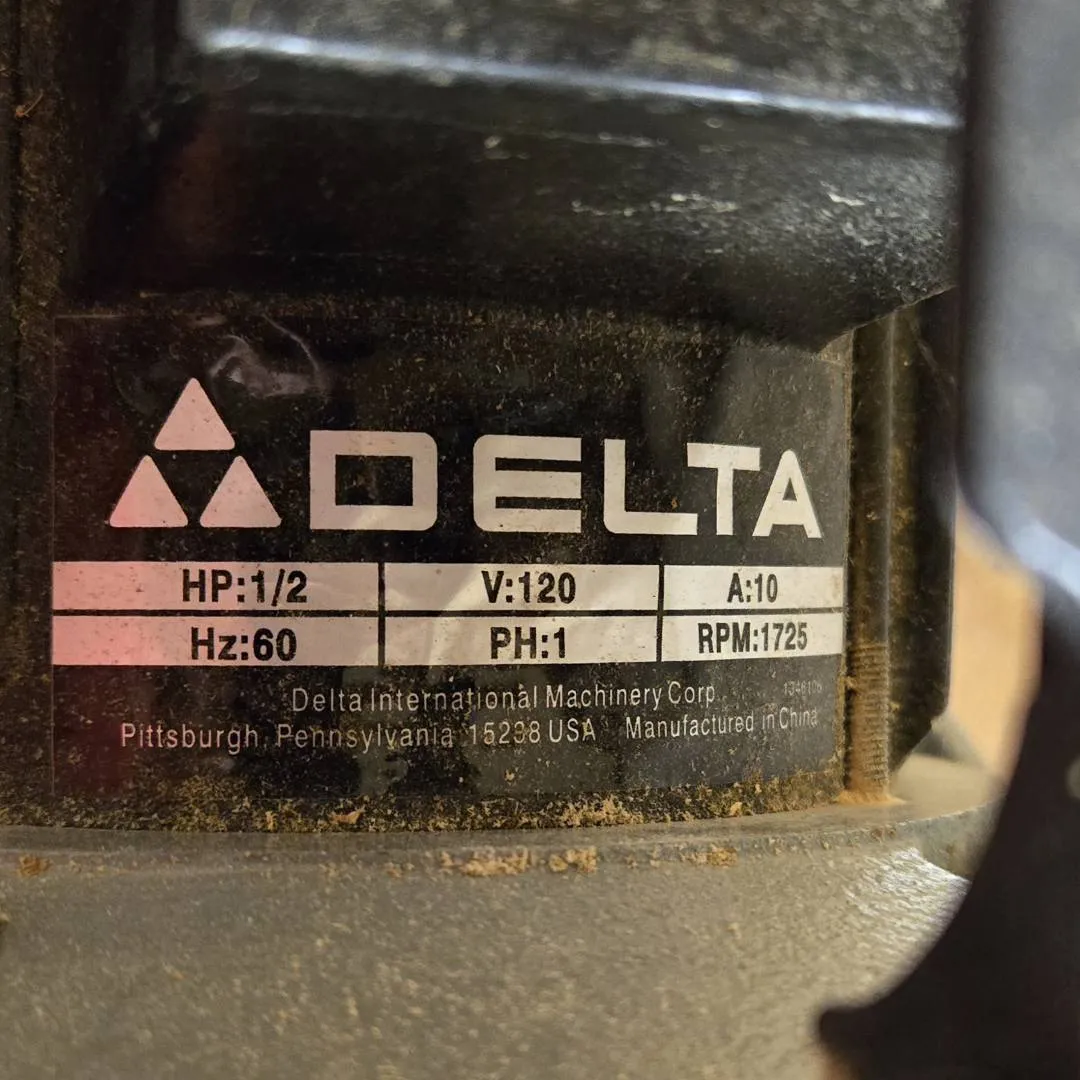 DELTA
HP:1/2 V:120 A:10
Hz:60 PH:1 RPM:1725
Delta International Machinery Corp.
Pittsburgh, Pennsylvania 15238 USA Manufactured in China